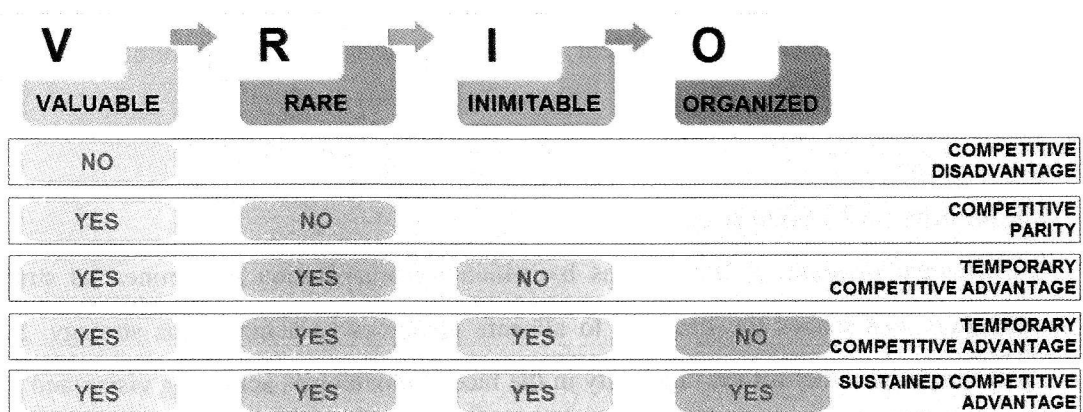 V R I O
VALUABLE RARE INIMITABLE ORGANIZED
NO COMPETITIVE
DISADVANTAGE
YES NO COMPETITIVE
PARITY
YES YES NO TEMPORARY
COMPETITIVE ADVANTAGE
YES YES YES NO TEMPORARY
COMPETITIVE ADVANTAGE
YES YES YES YES SUSTAINED COMPETITIVE
ADVANTAGE